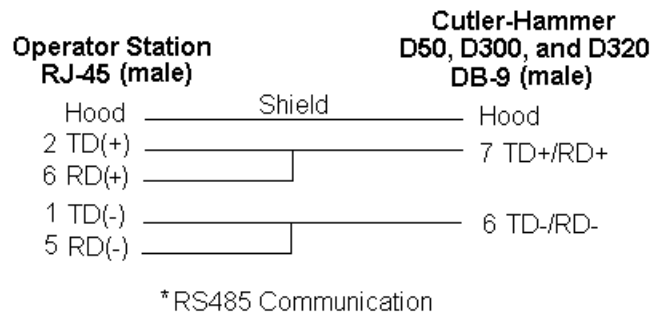 Operator Station
RJ-45 (male)
Cutler-Hammer
D50, D300, and D320
DB-9 (male)
Hood Shield Hood
2 TD(+)
6 RD(+)
7 TD+/RD+
1 TD(-)
5 RD(-)
6 TD-/RD-
*RS485 Communication